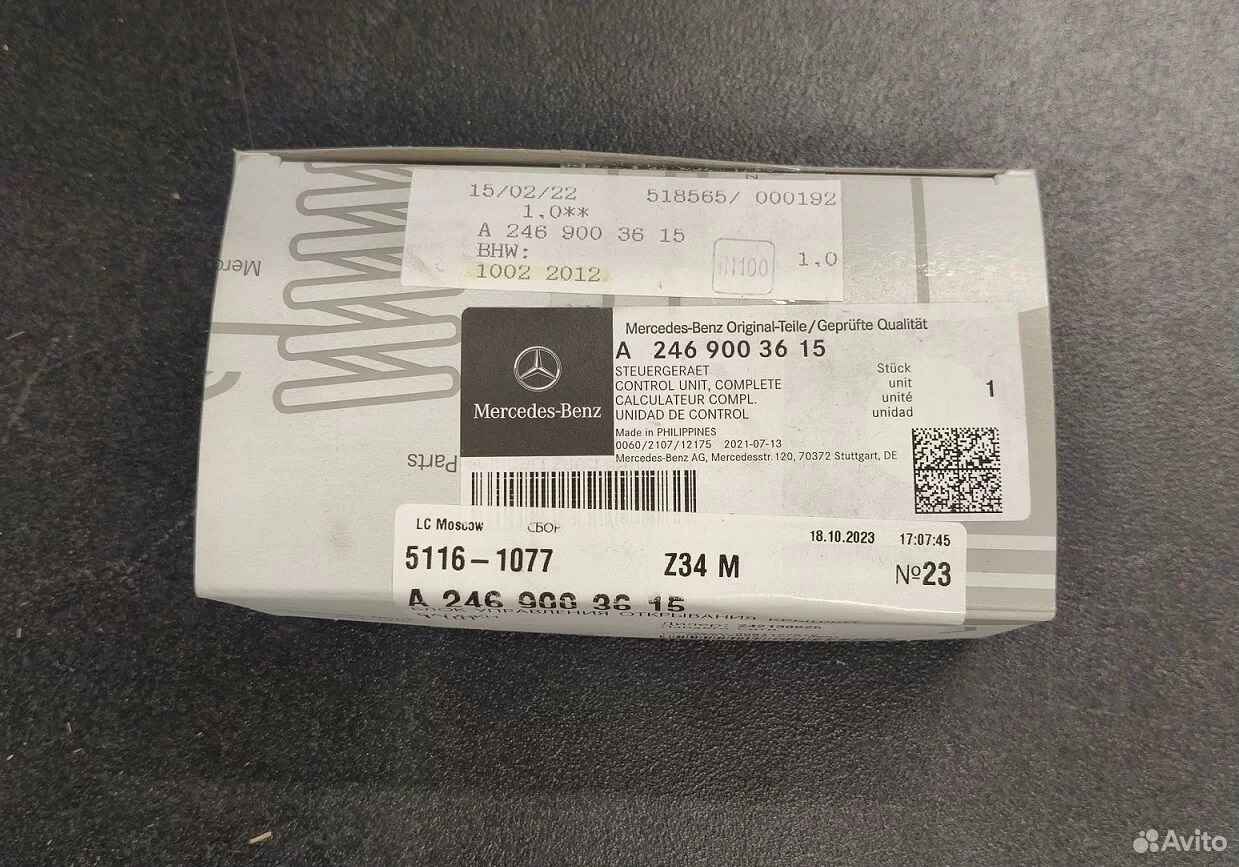 15/02/22 518565/ 000192
1,0**
A 246 900 36 15
BHW:
1002 2012
1,0
Mercedes-Benz
Mercedes-Benz Original-Teile/Geprüfte Qualität
A 246 900 36 15
STEUERGERAET
CONTROL UNIT, COMPLETE
CALCULATEUR COMPL.
UNIDAD DE CONTROL
Stück
unit
unité
unidad
1
Made in PHILIPPINES
0060/2107/12175 2021-07-13
Mercedes-Benz AG, Mercedesstr. 120, 70372 Stuttgart, DE
Parts
LC Moscow СБОР 18.10.2023 17:07:45
5116-1077 Z34 M №23
A 246 900 36 15
БЛОК УПРАВЛЕНИЯ ОТКРЫВАНИЯ
Avito